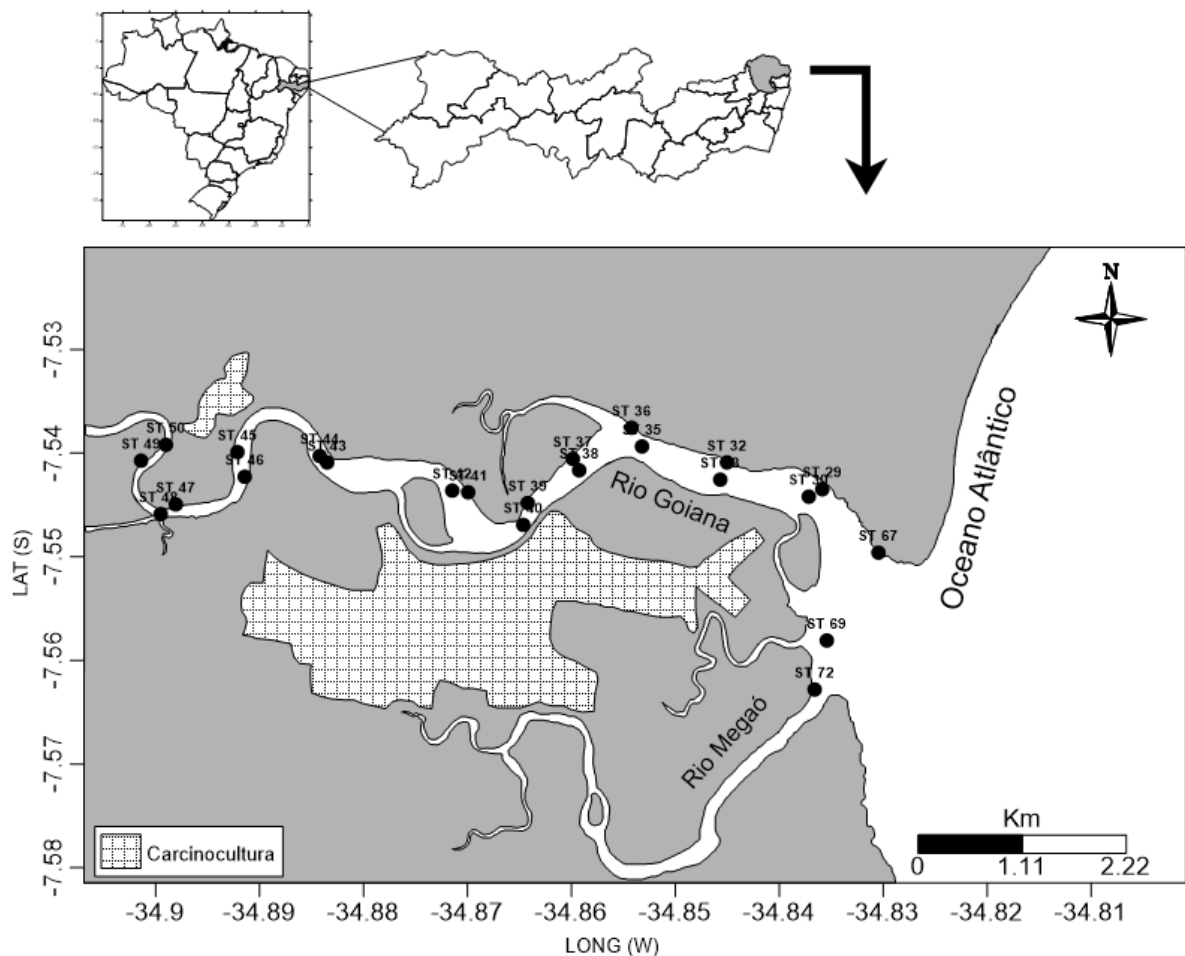 N
-7.53
-7.54
-7.55
-7.56
-7.57
-7.58
LAT (S)
ST 36
ST 35
ST 32
ST 50
ST 49
ST 45
ST 46
ST 44
ST 43
ST 37
ST 38
ST 29
ST 30
ST 41
ST 39
ST 40
ST 47
ST 48
ST 67
ST 69
ST 72
Rio Goiana
Oceano Atlântico
Rio Megaó
Carcinocultura
Km
0 1.11 2.22
-34.9 -34.89 -34.88 -34.87 -34.86 -34.85 -34.84 -34.83 -34.82 -34.81
LONG (W)